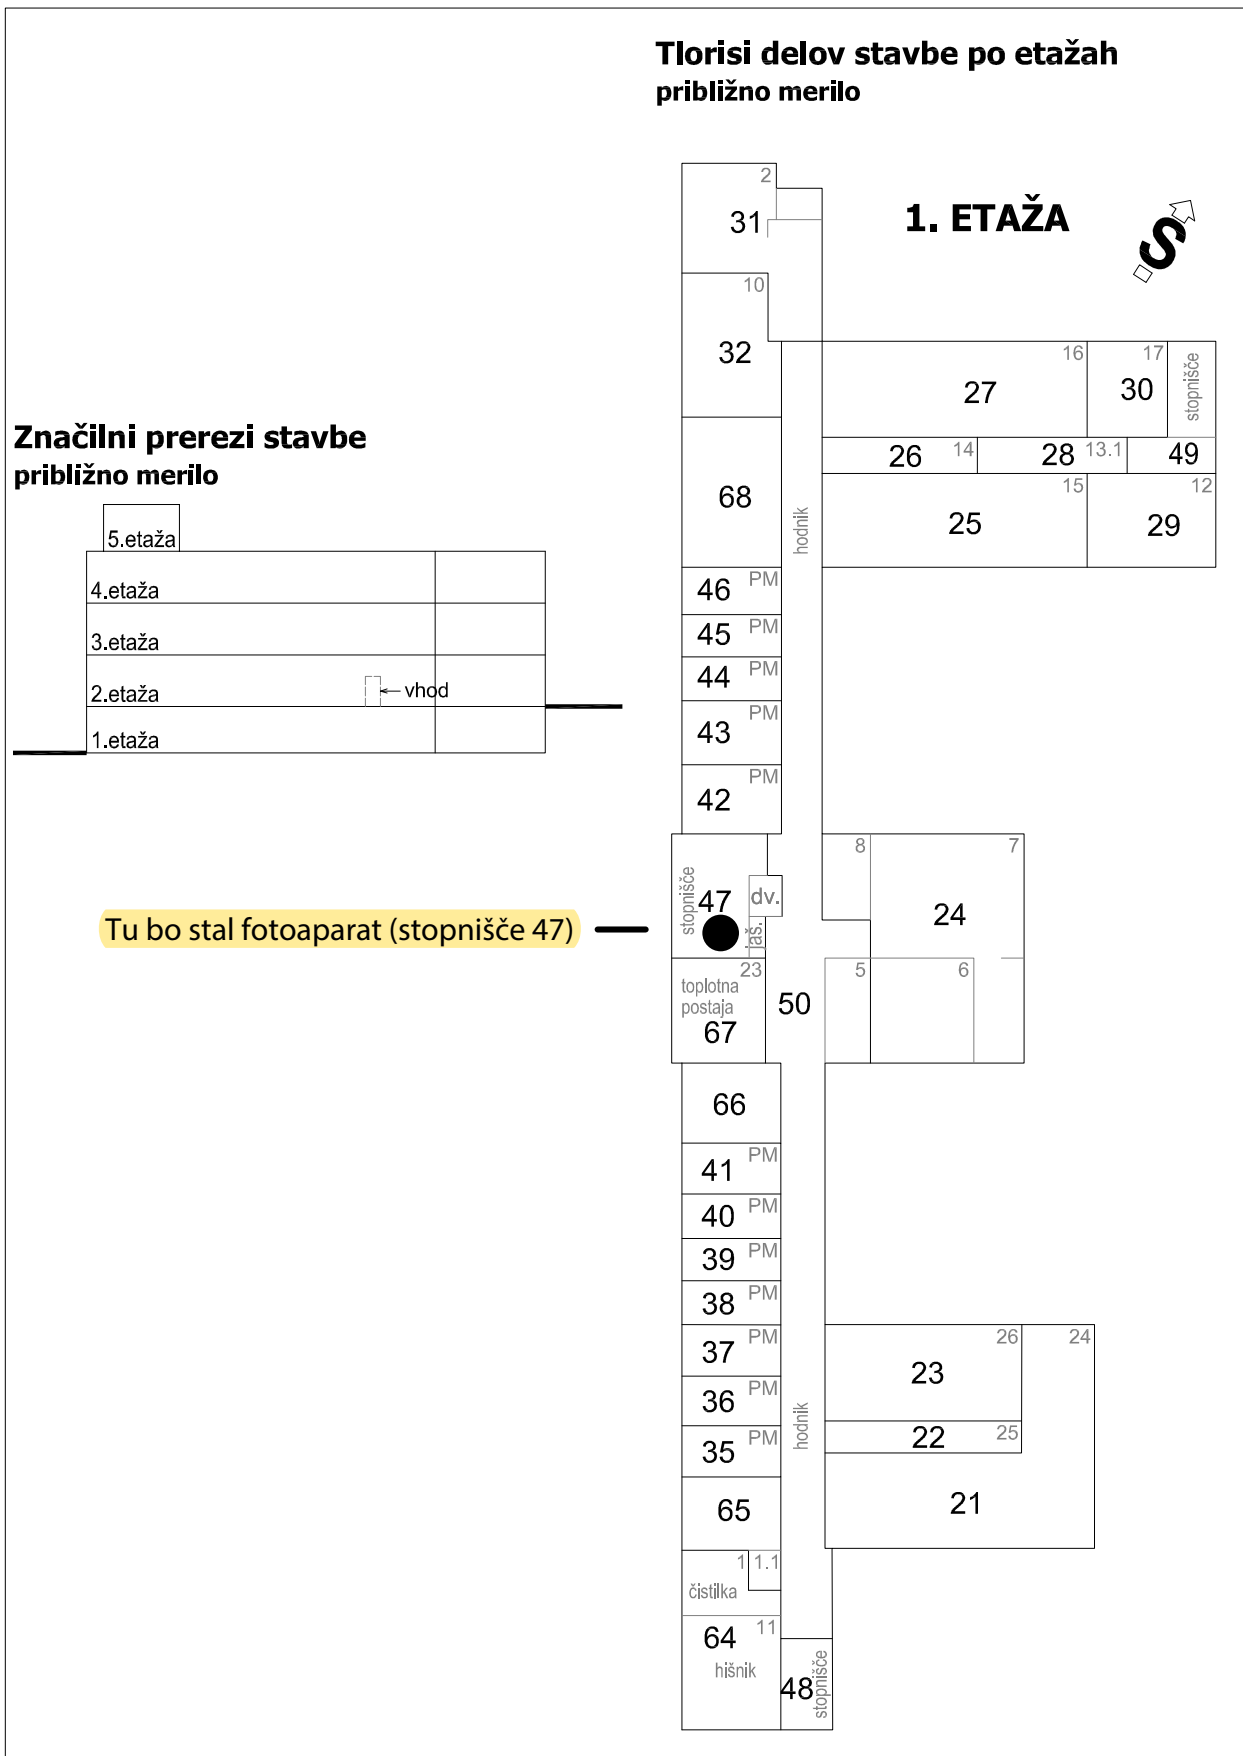 Tlorisi delov stavbe po etažah
približno merilo
1. ETAŽA
S
Značilni prerezi stavbe
približno merilo
5.etaža
4.etaža
3.etaža
2.etaža
vhod
1.etaža
Tu bo stal fotoaparat (stopnišče 47)
2
31
10
32
68
hodnik
16
27
17
30
stopnišče
26
14
28
13.1
49
15
25
12
29
46 PM
45 PM
44 PM
43 PM
42 PM
stopnišče
47
dv.
jaš.
8
7
24
23
toplotna
postaja
67
50
5
6
66
41 PM
40 PM
39 PM
38 PM
37 PM
36 PM
35 PM
hodnik
26
24
23
22
25
21
65
1
1.1
čistilka
11
64
hišnik
48
stopnišče